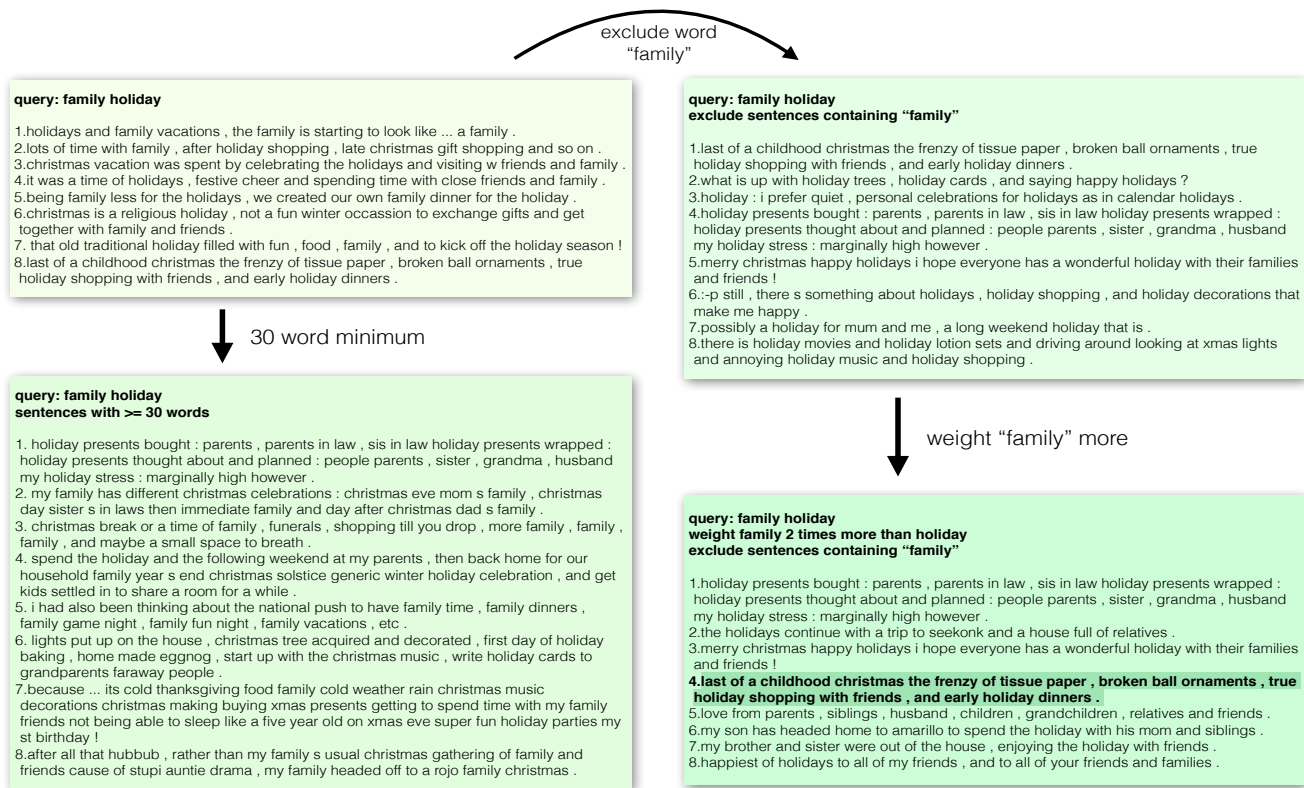 exclude word
“family”
query: family holiday
1.holidays and family vacations , the family is starting to look like ... a family .
2.lots of time with family , after holiday shopping , late christmas gift shopping and so on .
3.christmas vacation was spent by celebrating the holidays and visiting w friends and family .
4.it was a time of holidays , festive cheer and spending time with close friends and family .
5.being family less for the holidays , we created our own family dinner for the holiday .
6.christmas is a religious holiday , not a fun winter occassion to exchange gifts and get
together with family and friends .
7. that old traditional holiday filled with fun , food , family , and to kick off the holiday season !
8.last of a childhood christmas the frenzy of tissue paper , broken ball ornaments , true
holiday shopping with friends , and early holiday dinners .
30 word minimum
query: family holiday
sentences with >= 30 words
1. holiday presents bought : parents , parents in law , sis in law holiday presents wrapped :
holiday presents thought about and planned : people parents , sister , grandma , husband
my holiday stress : marginally high however .
2. my family has different christmas celebrations : christmas eve mom s family , christmas
day sister s in laws then immediate family and day after christmas dad s family .
3. christmas break or a time of family , funerals , shopping till you drop , more family , family ,
family , and maybe a small space to breath .
4. spend the holiday and the following weekend at my parents , then back home for our
household family year s end christmas solstice generic winter holiday celebration , and get
kids settled in to share a room for a while .
5. i had also been thinking about the national push to have family time , family dinners ,
family game night , family fun night , family vacations , etc .
6. lights put up on the house , christmas tree acquired and decorated , first day of holiday
baking , home made eggnog , start up with the christmas music , write holiday cards to
grandparents faraway people .
7.because ... its cold thanksgiving food family cold weather rain christmas music
decorations christmas making buying xmas presents getting to spend time with my family
friends not being able to sleep like a five year old on xmas eve super fun holiday parties my
st birthday !
8.after all that hubbub , rather than my family s usual christmas gathering of family and
friends cause of stupi auntie drama , my family headed off to a rojo family christmas .
query: family holiday
exclude sentences containing “family”
1.last of a childhood christmas the frenzy of tissue paper , broken ball ornaments , true
holiday shopping with friends , and early holiday dinners .
2.what is up with holiday trees , holiday cards , and saying happy holidays ?
3.holiday : i prefer quiet , personal celebrations for holidays as in calendar holidays .
4.holiday presents bought : parents , parents in law , sis in law holiday presents wrapped :
holiday presents thought about and planned : people parents , sister , grandma , husband
my holiday stress : marginally high however .
5.merry christmas happy holidays i hope everyone has a wonderful holiday with their families
and friends !
6.:-p still , there s something about holidays , holiday shopping , and holiday decorations that
make me happy .
7.possibly a holiday for mum and me , a long weekend holiday that is .
8.there is holiday movies and holiday lotion sets and driving around looking at xmas lights
and annoying holiday music and holiday shopping .
weight “family” more
query: family holiday
weight family 2 times more than holiday
exclude sentences containing “family”
1.holiday presents bought : parents , parents in law , sis in law holiday presents wrapped :
holiday presents thought about and planned : people parents , sister , grandma , husband
my holiday stress : marginally high however .
2.the holidays continue with a trip to seekonk and a house full of relatives .
3.merry christmas happy holidays i hope everyone has a wonderful holiday with their families
and friends !
4.last of a childhood christmas the frenzy of tissue paper , broken ball ornaments , true
holiday shopping with friends , and early holiday dinners .
5.love from parents , siblings , husband , children , grandchildren , relatives and friends .
6.my son has headed home to amarillo to spend the holiday with his mom and siblings .
7.my brother and sister were out of the house , enjoying the holiday with friends .
8.happiest of holidays to all of my friends , and to all of your friends and families .